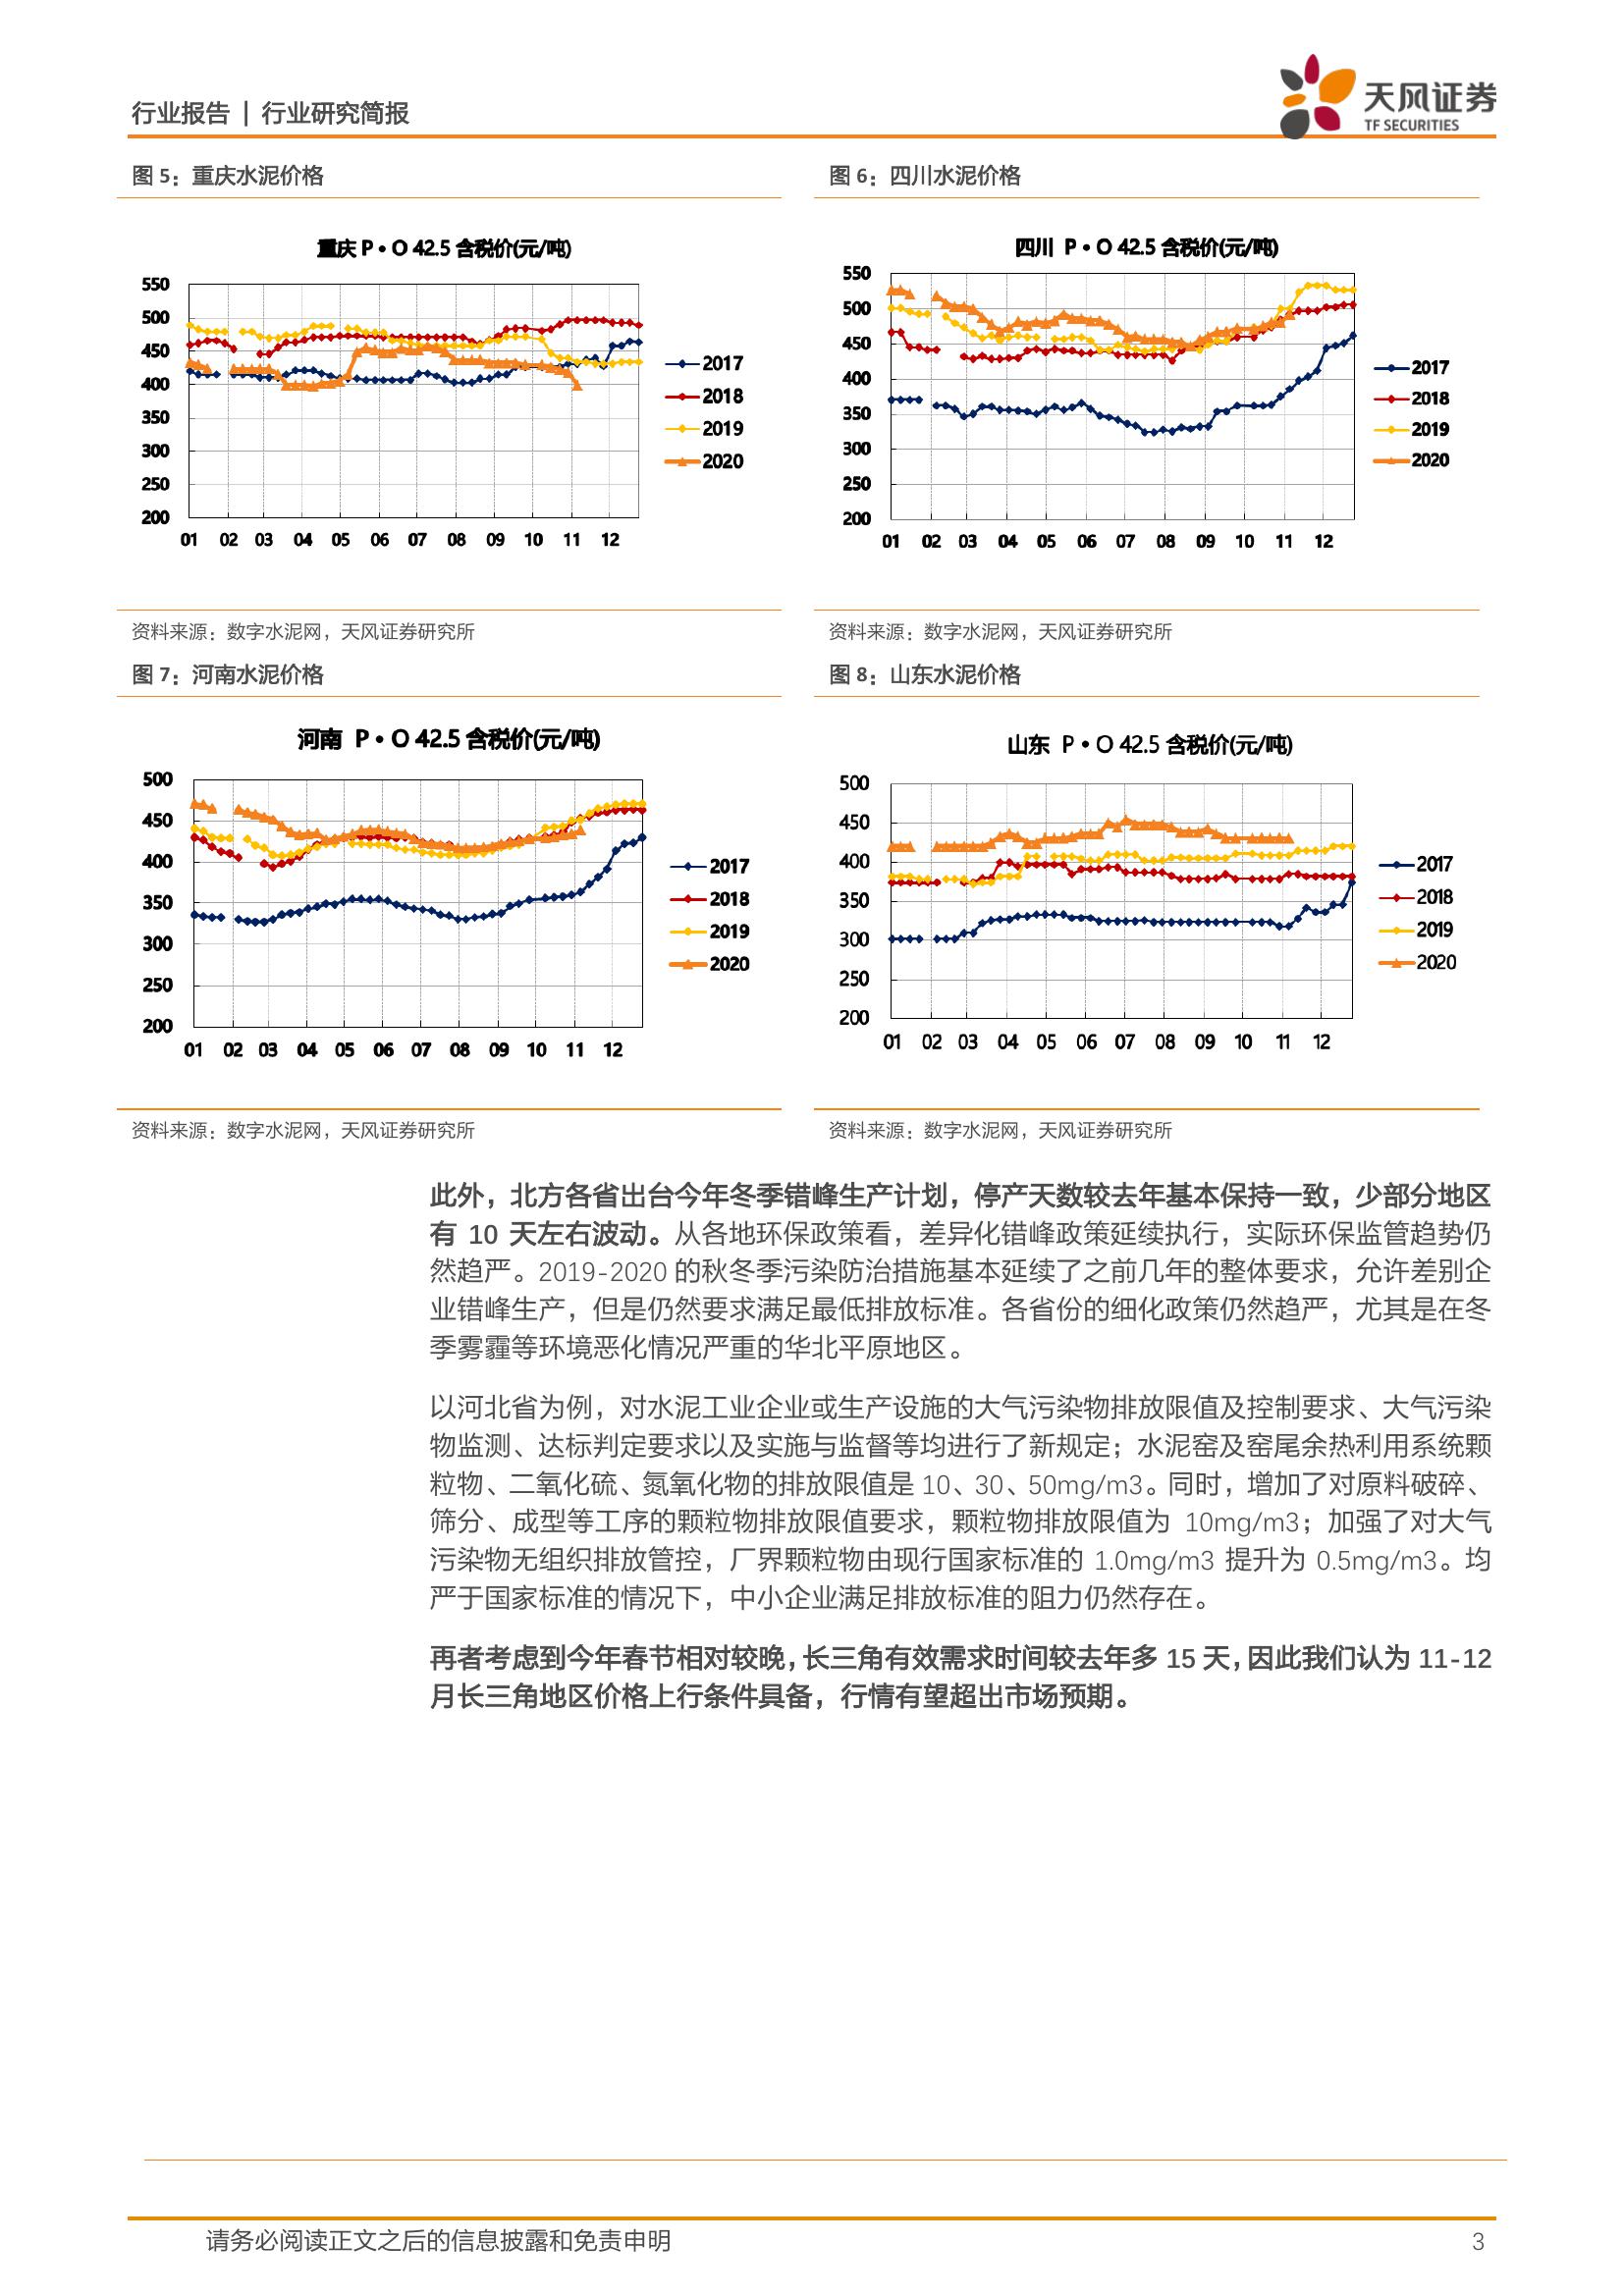 行业报告 | 行业研究简报
天风证券
TF SECURITIES
图 5：重庆水泥价格
图 6：四川水泥价格
重庆 P • O 42.5 含税价(元/吨)
550
500
450
400
350
300
250
200
01 02 03 04 05 06 07 08 09 10 11 12
2017
2018
2019
2020
四川 P • O 42.5 含税价(元/吨)
550
500
450
400
350
300
250
200
01 02 03 04 05 06 07 08 09 10 11 12
2017
2018
2019
2020
资料来源：数字水泥网，天风证券研究所
资料来源：数字水泥网，天风证券研究所
图 7：河南水泥价格
图 8：山东水泥价格
河南 P • O 42.5 含税价(元/吨)
500
450
400
350
300
250
200
01 02 03 04 05 06 07 08 09 10 11 12
2017
2018
2019
2020
山东 P • O 42.5 含税价(元/吨)
500
450
400
350
300
250
200
01 02 03 04 05 06 07 08 09 10 11 12
2017
2018
2019
2020
资料来源：数字水泥网，天风证券研究所
资料来源：数字水泥网，天风证券研究所
此外，北方各省出台今年冬季错峰生产计划，停产天数较去年基本保持一致，少部分地区
有 10 天左右波动。从各地环保政策看，差异化错峰政策延续执行，实际环保监管趋势仍
然趋严。2019-2020 的秋冬季污染防治措施基本延续了之前几年的整体要求，允许差别企
业错峰生产，但是仍然要求满足最低排放标准。各省份的细化政策仍然趋严，尤其是在冬
季雾霾等环境恶化情况严重的华北平原地区。
以河北省为例，对水泥工业企业或生产设施的大气污染物排放限值及控制要求、大气污染
物监测、达标判定要求以及实施与监督等均进行了新规定；水泥窑及窑尾余热利用系统颗
粒物、二氧化硫、氮氧化物的排放限值是 10、30、50mg/m3。同时，增加了对原料破碎、
筛分、成型等工序的颗粒物排放限值要求，颗粒物排放限值为 10mg/m3；加强了对大气
污染物无组织排放管控，厂界颗粒物由现行国家标准的 1.0mg/m3 提升为 0.5mg/m3。均
严于国家标准的情况下，中小企业满足排放标准的阻力仍然存在。
再者考虑到今年春节相对较晚，长三角有效需求时间较去年多 15 天，因此我们认为 11-12
月长三角地区价格上行条件具备，行情有望超出市场预期。
请务必阅读正文之后的信息披露和免责申明
3